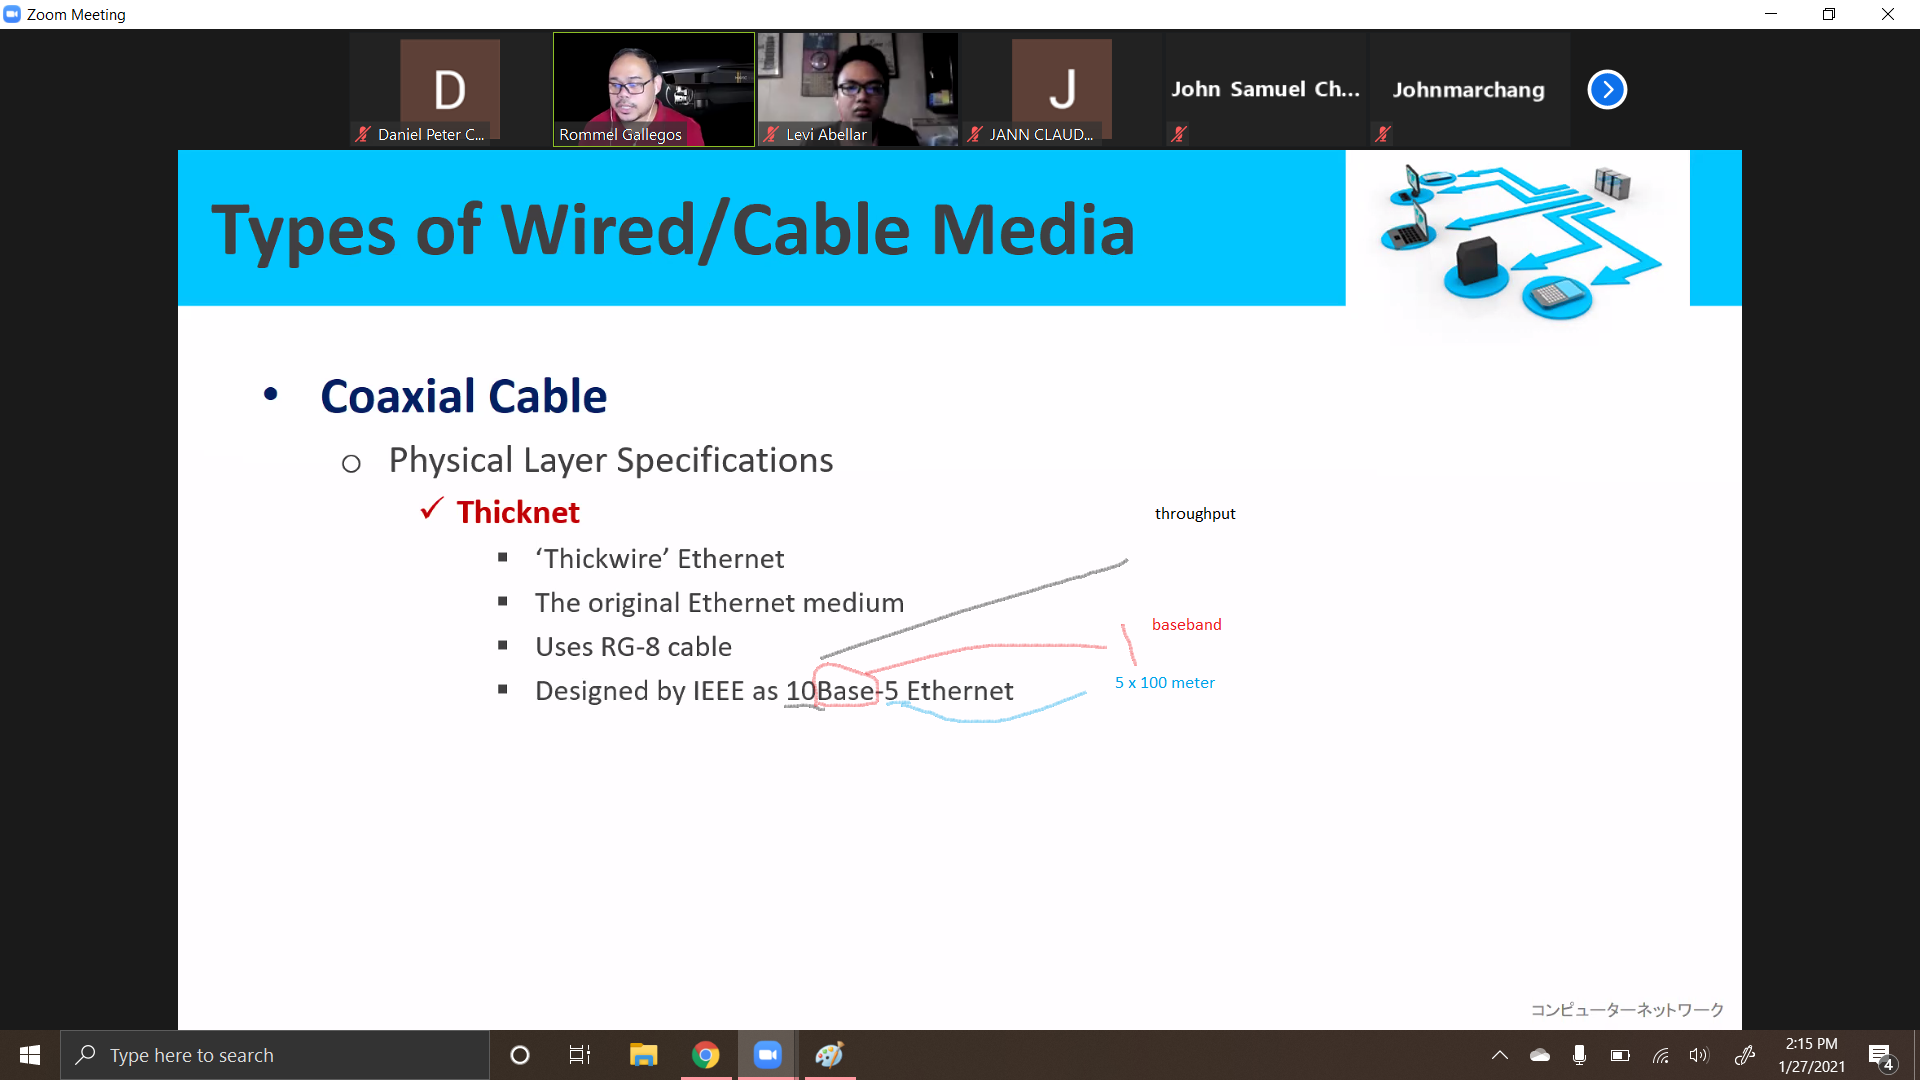 Zoom Meeting
D
Daniel Peter C...
Rommel Gallegos
Levi Abellar
J
JANN CLAUD...
John Samuel Ch...
Johnmarchang
Types of Wired/Cable Media
• Coaxial Cable
o Physical Layer Specifications
✓ Thicknet
throughput
▪ ‘Thickwire’ Ethernet
▪ The original Ethernet medium
baseband
▪ Uses RG-8 cable
▪ Designed by IEEE as 10Base-5 Ethernet
5 x 100 meter
コンピューターネットワーク
Type here to search
2:15 PM
1/27/2021
4